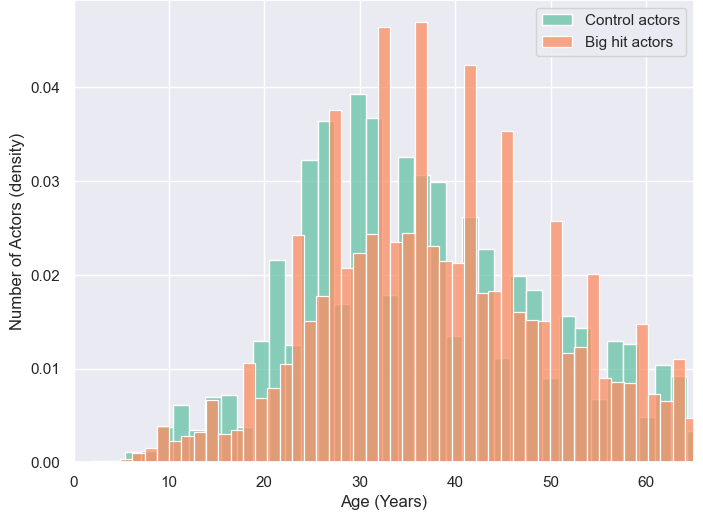 Control actors
Big hit actors
Number of Actors (density)
0.04
0.03
0.02
0.01
0.00
0 10 20 30 40 50 60
Age (Years)